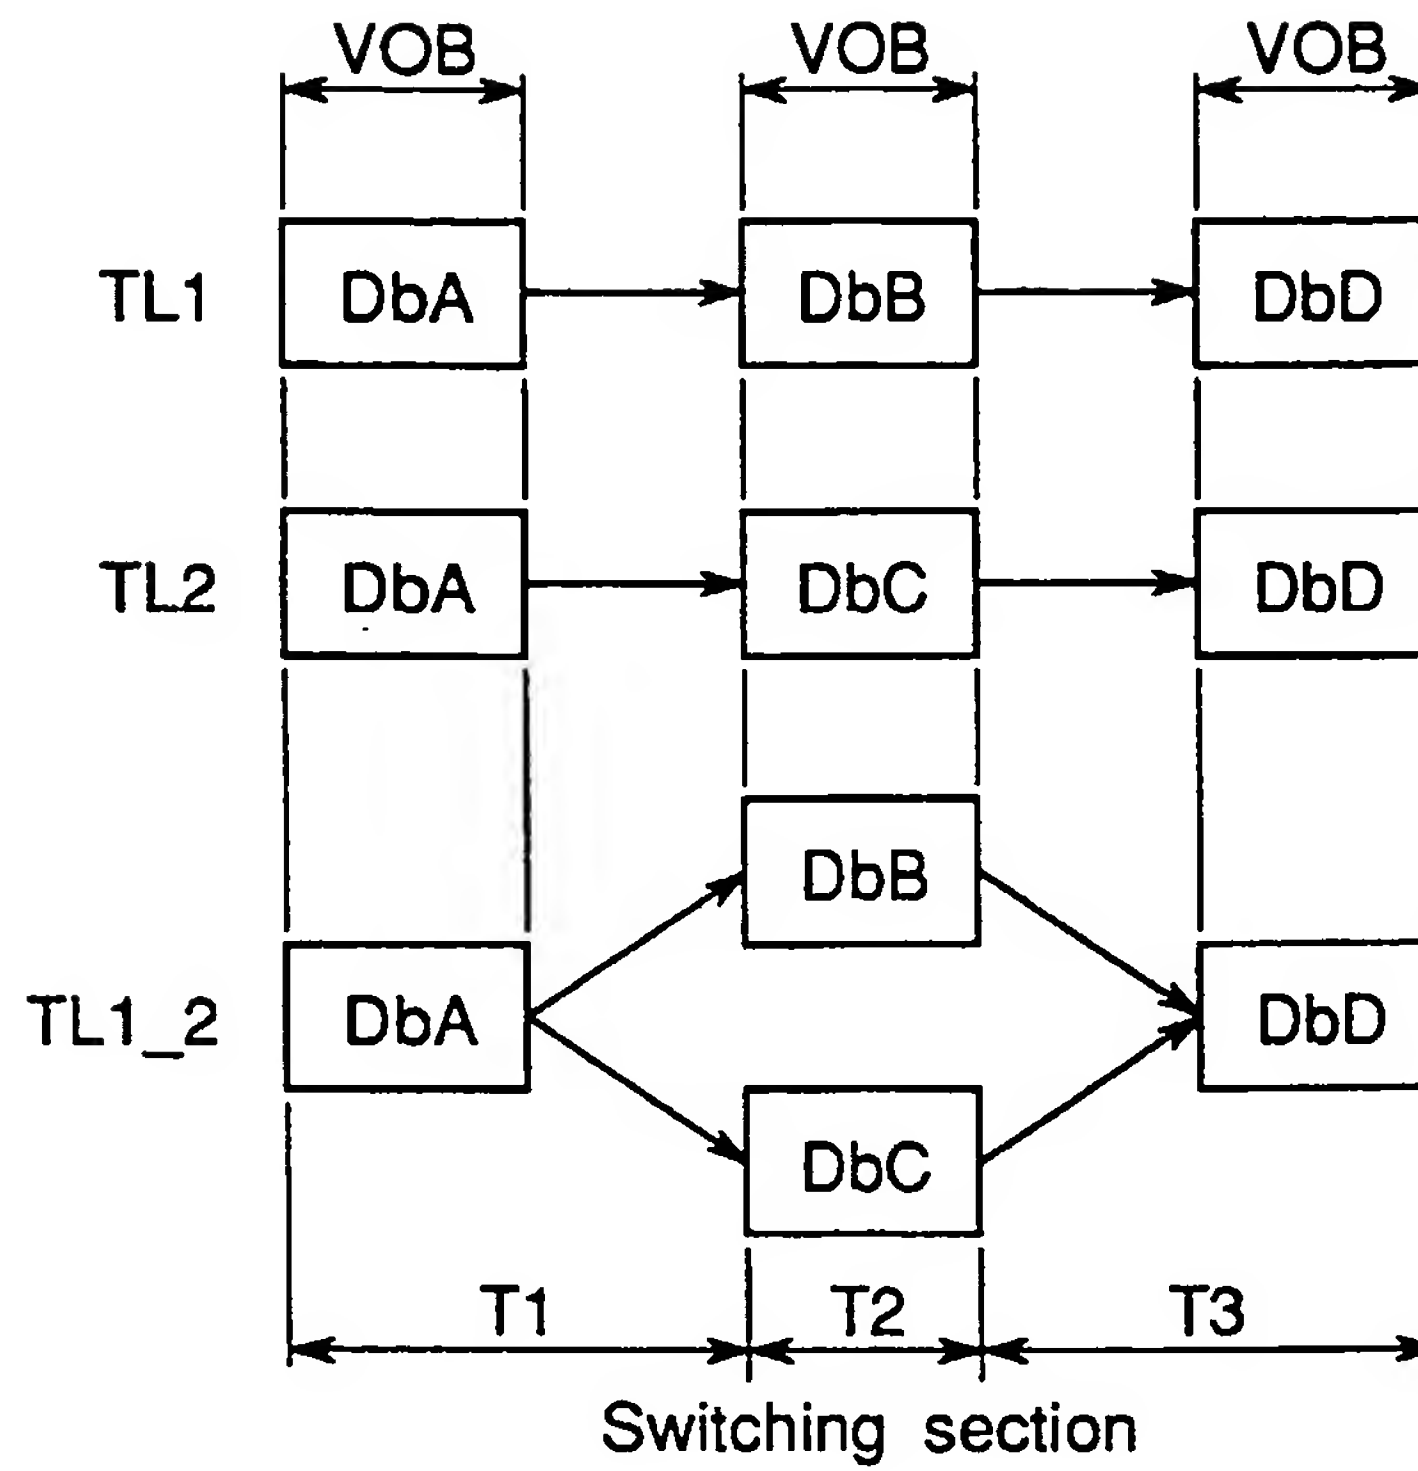 VOB VOB VOB
TL1 DbA DbB DbD
TL2 DbA DbC DbD
DbB
TL1_2 DbA DbD
DbC
T1 T2 T3
Switching section